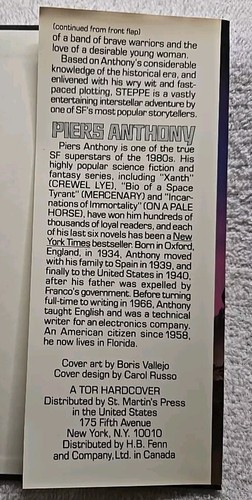 (continued from front flap)
of a band of brave warriors and the
love of a desirable young woman.
Based on Anthony's considerable
knowledge of the historical era, and
enlivened with his wry wit and fast-
paced plotting, STEPPE is a vastly
entertaining interstellar adventure by
one of SF's most popular storytellers.
PIERS ANTHONY
Piers Anthony is one of the true
SF superstars of the 1980s. His
highly popular science fiction and
fantasy series, including "Xanth"
(CREWEL LYE), "Bio of a Space
Tyrant" (MERCENARY) and "Incar-
nations of Immortality" (ON A PALE
HORSE), have won him hundreds of
thousands of loyal readers, and each
of his last six novels has been a New
York Times bestseller. Born in Oxford,
England, in 1934, Anthony moved
with his family to Spain in 1939, and
finally to the United States in 1940,
after his father was expelled by
Franco's government. Before turning
full-time to writing in 1966, Anthony
taught English and was a technical
writer for an electronics company.
An American citizen since 1958,
he now lives in Florida.
Cover art by Boris Vallejo
Cover design by Carol Russo
A TOR HARDCOVER
Distributed by St. Martin's Press
in the United States
175 Fifth Avenue
New York, N.Y. 10010
Distributed by H.B. Fenn
and Company, Ltd. in Canada